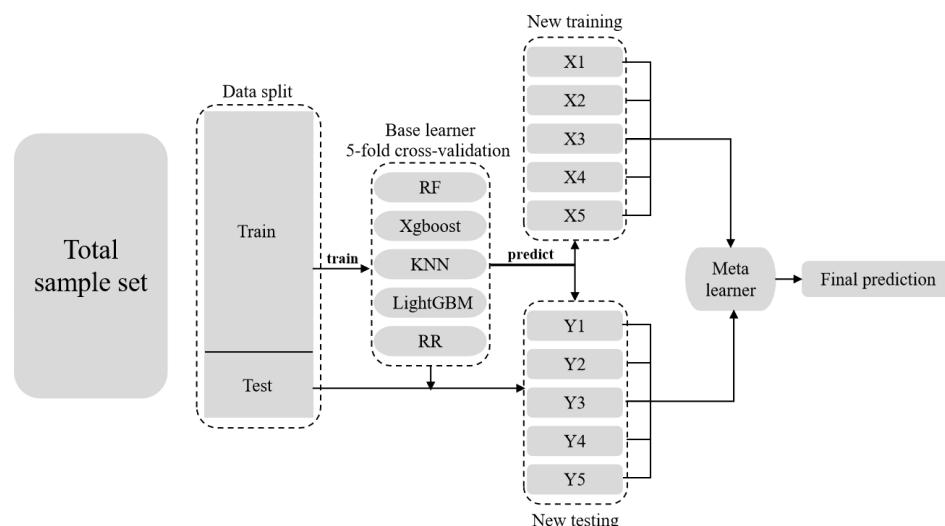 Total
sample set
Data split
Train
Test
train
Base learner
5-fold cross-validation
RF
Xgboost
KNN
LightGBM
RR
predict
New training
X1
X2
X3
X4
X5
Y1
Y2
Y3
Y4
Y5
New testing
Meta
learner
Final prediction